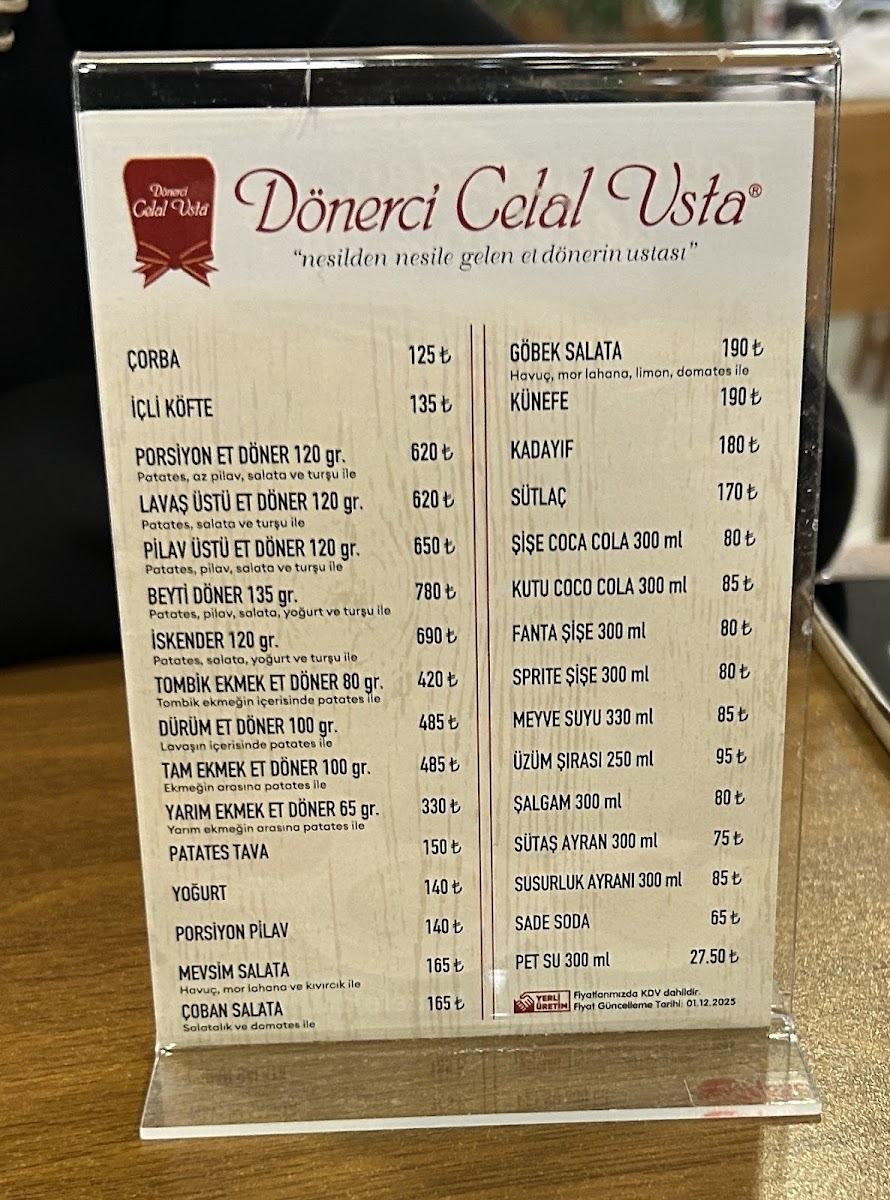 Dönerci
Celal Usta
Dönerci Celal Usta®
“nesilden nesile gelen et dönerin ustası”
ÇORBA 125 ₺
İÇLİ KÖFTE 135 ₺
PORSİYON ET DÖNER 120 gr. 620 ₺
Patates, az pilav, salata ve turşu ile
LAVAŞ ÜSTÜ ET DÖNER 120 gr. 620 ₺
Patates, salata ve turşu ile
PİLAV ÜSTÜ ET DÖNER 120 gr. 650 ₺
Patates, pilav, salata ve turşu ile
BEYTİ DÖNER 135 gr. 780 ₺
Patates, pilav, salata, yoğurt ve turşu ile
İSKENDER 120 gr. 690 ₺
Patates, salata, yoğurt ve turşu ile
TOMBİK EKMEK ET DÖNER 80 gr. 420 ₺
Tombik ekmeğin içerisinde patates ile
DÜRÜM ET DÖNER 100 gr. 485 ₺
Lavaşın içerisinde patates ile
TAM EKMEK ET DÖNER 100 gr. 485 ₺
Ekmeğin arasına patates ile
YARIM EKMEK ET DÖNER 65 gr. 330 ₺
Yarım ekmeğin arasına patates ile
PATATES TAVA 150 ₺
YOĞURT 140 ₺
PORSİYON PİLAV 140 ₺
MEVSİM SALATA 165 ₺
Havuç, mor lahana ve kıvırcık ile
ÇOBAN SALATA 165 ₺
Salatalık ve domates ile
GÖBEK SALATA 190 ₺
Havuç, mor lahana, limon, domates ile
KÜNEFE 190 ₺
KADAYIF 180 ₺
SÜTLAÇ 170 ₺
ŞİŞE COCA COLA 300 ml 80 ₺
KUTU COCO COLA 300 ml 85 ₺
FANTA ŞİŞE 300 ml 80 ₺
SPRITE ŞİŞE 300 ml 80 ₺
MEYVE SUYU 330 ml 85 ₺
ÜZÜM ŞIRASI 250 ml 95 ₺
ŞALGAM 300 ml 80 ₺
SÜTAŞ AYRAN 300 ml 75 ₺
SUSURLUK AYRANI 300 ml 85 ₺
SADE SODA 65 ₺
PET SU 300 ml 27.50 ₺
YERLİ
ÜRETİM
Fiyatlarımızda KDV dahildir.
Fiyat Güncelleme Tarihi: 01.12.2025